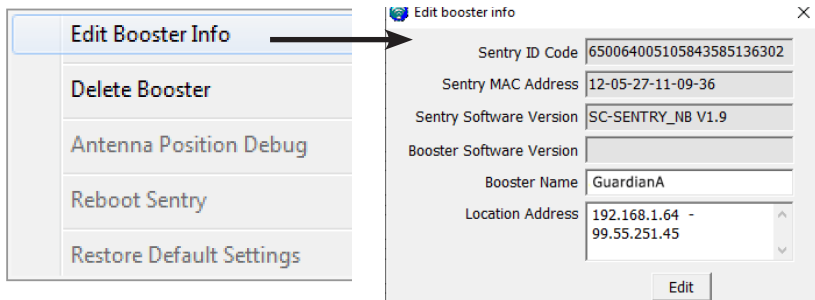 Edit Booster Info
Delete Booster
Antenna Position Debug
Reboot Sentry
Restore Default Settings
Edit booster info
Sentry ID Code 650064005105843585136302
Sentry MAC Address 12-05-27-11-09-36
Sentry Software Version SC-SENTRY_NB V1.9
Booster Software Version
Booster Name GuardianA
Location Address 192.168.1.64 -
99.55.251.45
Edit